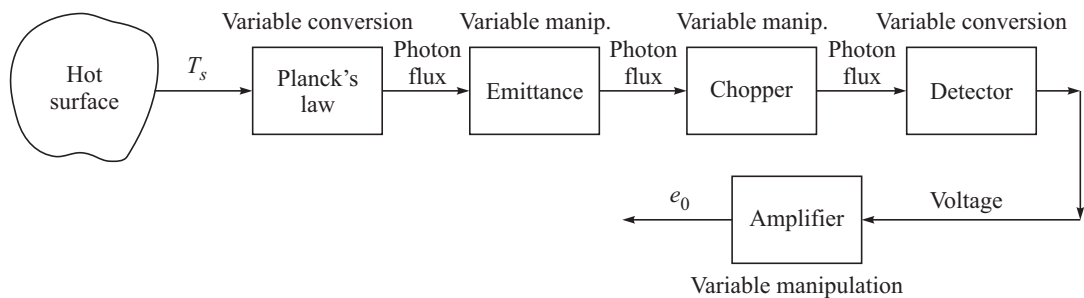 Variable conversion
Variable manip.
Variable manip.
Variable conversion
Hot
surface
T_s
Planck's
law
Photon
flux
Emittance
Photon
flux
Chopper
Photon
flux
Detector
Voltage
Amplifier
e_0
Variable manipulation